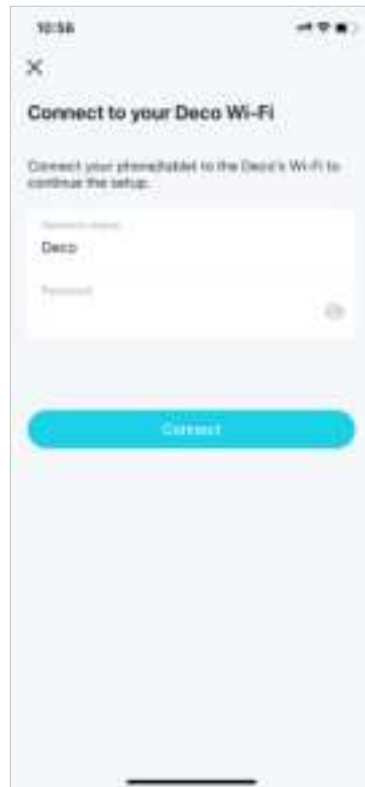 10:56
Connect to your Deco Wi-Fi
Connect your phone/tablet to the Deco's Wi-Fi to
continue the setup.
Network name
Deco
Password
Connect